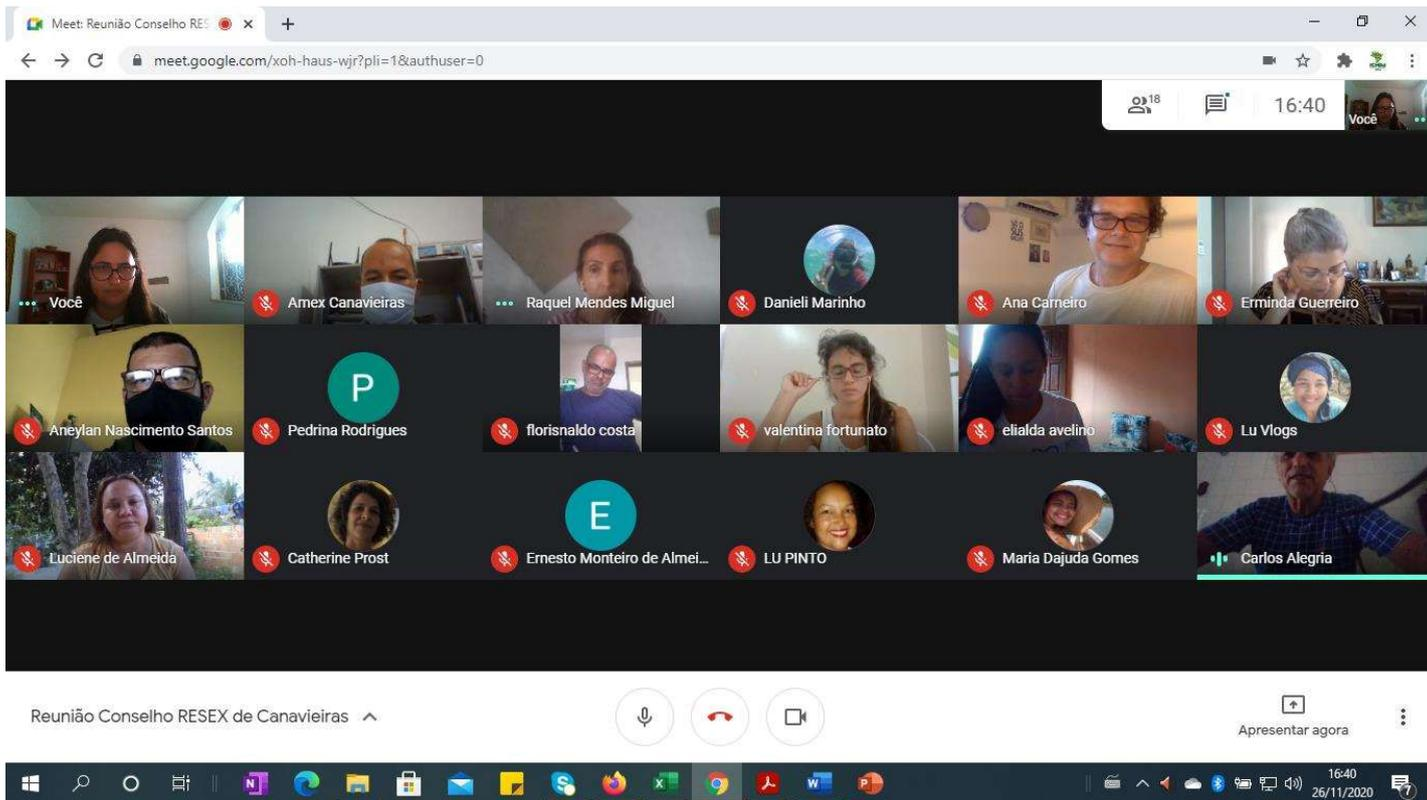 Meet: Reunião Conselho RES
meet.google.com/xoh-haus-wjr?pli=1&authuser=0
18
16:40
Você
Você
Amex Canavieiras
Raquel Mendes Miguel
Danieli Marinho
Ana Carneiro
Erminda Guerreiro
Aneylan Nascimento Santos
P
Pedrina Rodrigues
florisnaldo costa
valentina fortunato
elialda avelino
Lu Vlogs
Luciene de Almeida
Catherine Prost
E
Ernesto Monteiro de Almei...
LU PINTO
Maria Dajuda Gomes
Carlos Alegria
Reunião Conselho RESEX de Canavieiras
Apresentar agora
16:40
26/11/2020
7